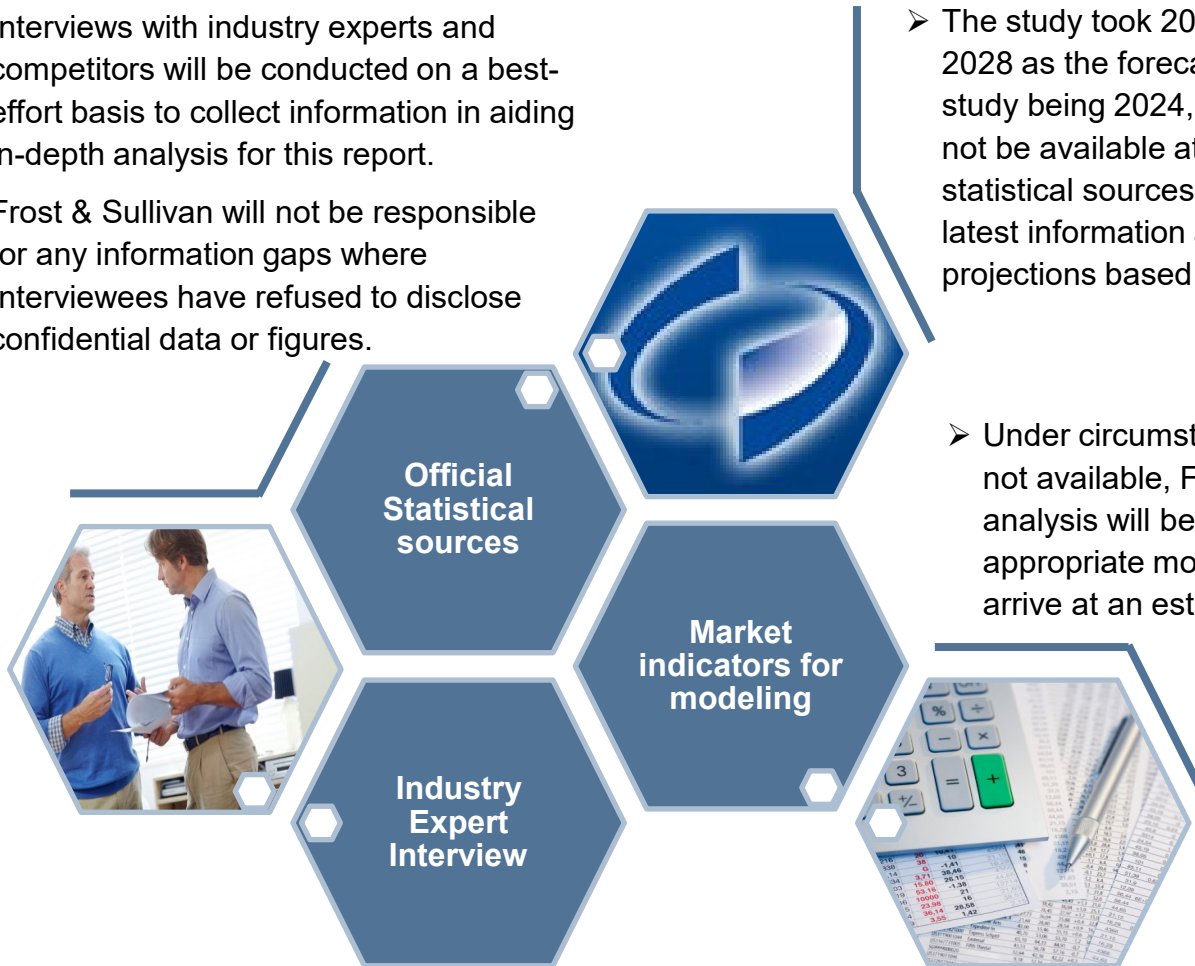 nterviews with industry experts and
competitors will be conducted on a best-
effort basis to collect information in aiding
n-depth analysis for this report.
Frost & Sullivan will not be responsible
or any information gaps where
nterviewees have refused to disclose
confidential data or figures.
➢ The study took 20
2028 as the foreca
study being 2024,
not be available at
statistical sources
latest information
projections based
➢ Under circumst
not available, F
analysis will be
appropriate mo
arrive at an est
Official
Statistical
sources
Market
indicators for
modeling
Industry
Expert
Interview